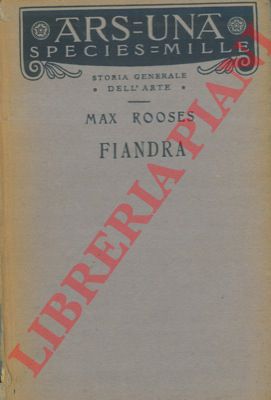 ARS=UNA
SPECIES=MILLE
STORIA GENERALE
• DELL'ARTE •
MAX ROOSES
FIANDRA
LIBRERIA PIANI